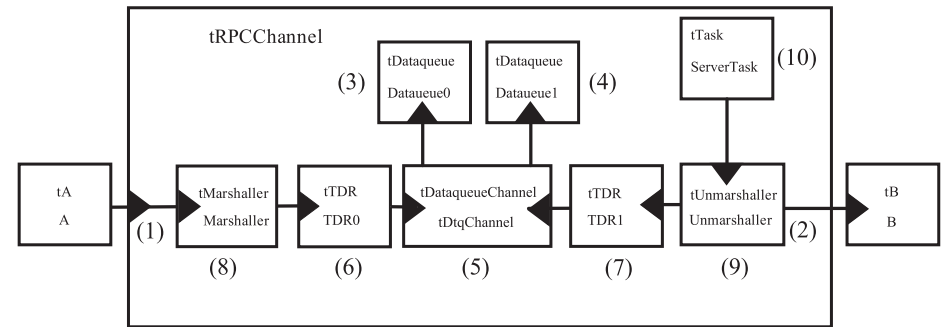 tRPCChannel
tDataqueue
Dataueue0
(3)
tDataqueue
Dataueue1
(4)
tTask
ServerTask
(10)
tA
A
(1)
tMarshaller
Marshaller
(8)
tTDR
TDR0
(6)
tDataqueueChannel
tDtqChannel
(5)
tTDR
TDR1
(7)
tUnmarshaller
Unmarshaller
(9)
(2)
tB
B